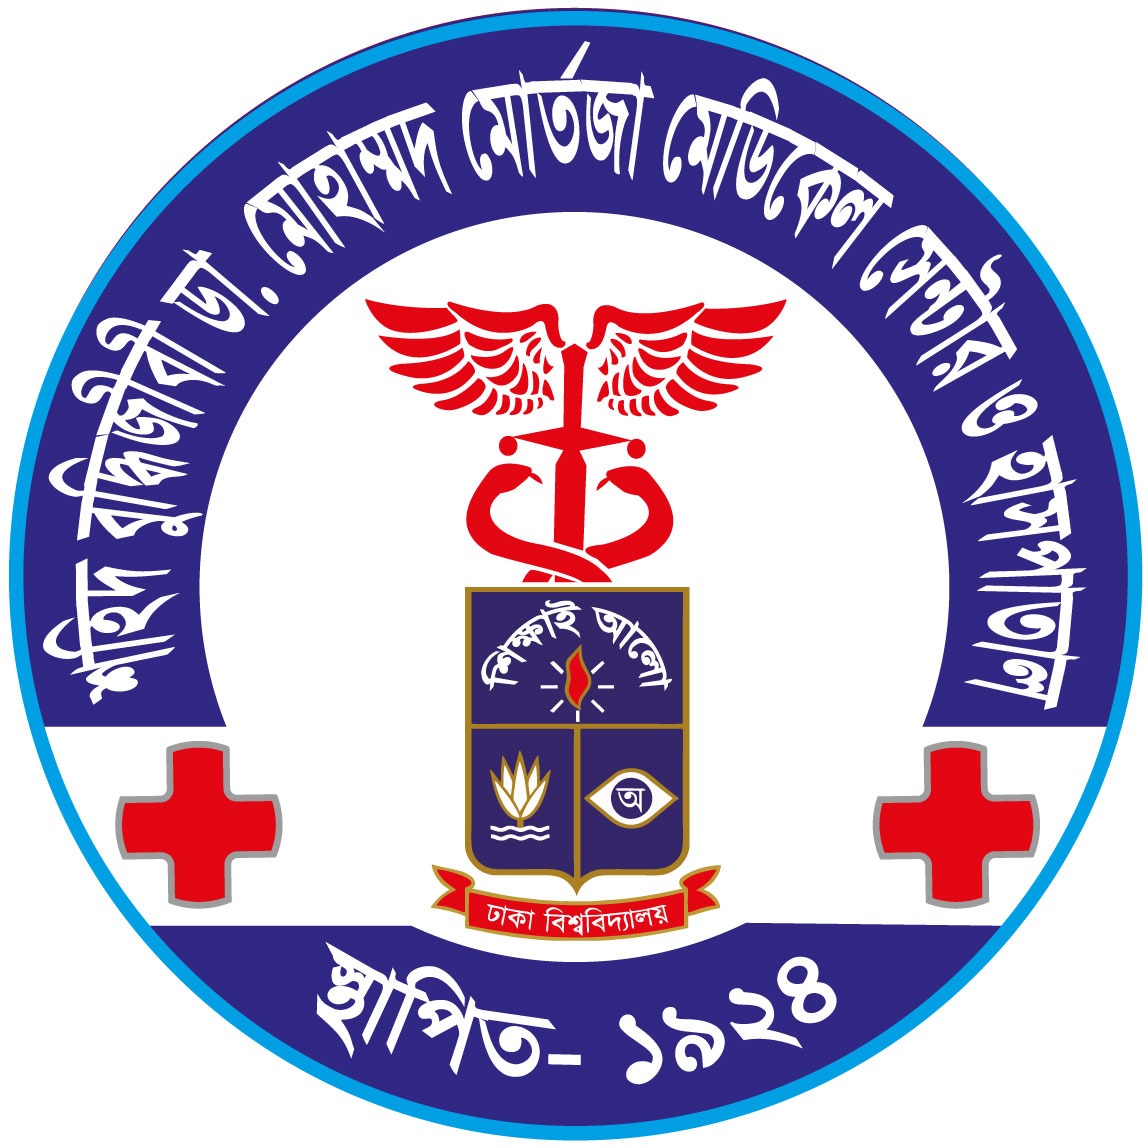 শহিদ বুদ্ধিজীবী ডা. মোহাম্মদ মোর্তজা মেডিকেল সেন্টার ও হাসপাতাল
শিক্ষাই আলো
অ
ঢাকা বিশ্ববিদ্যালয়
স্থাপিত- ১৯২৪